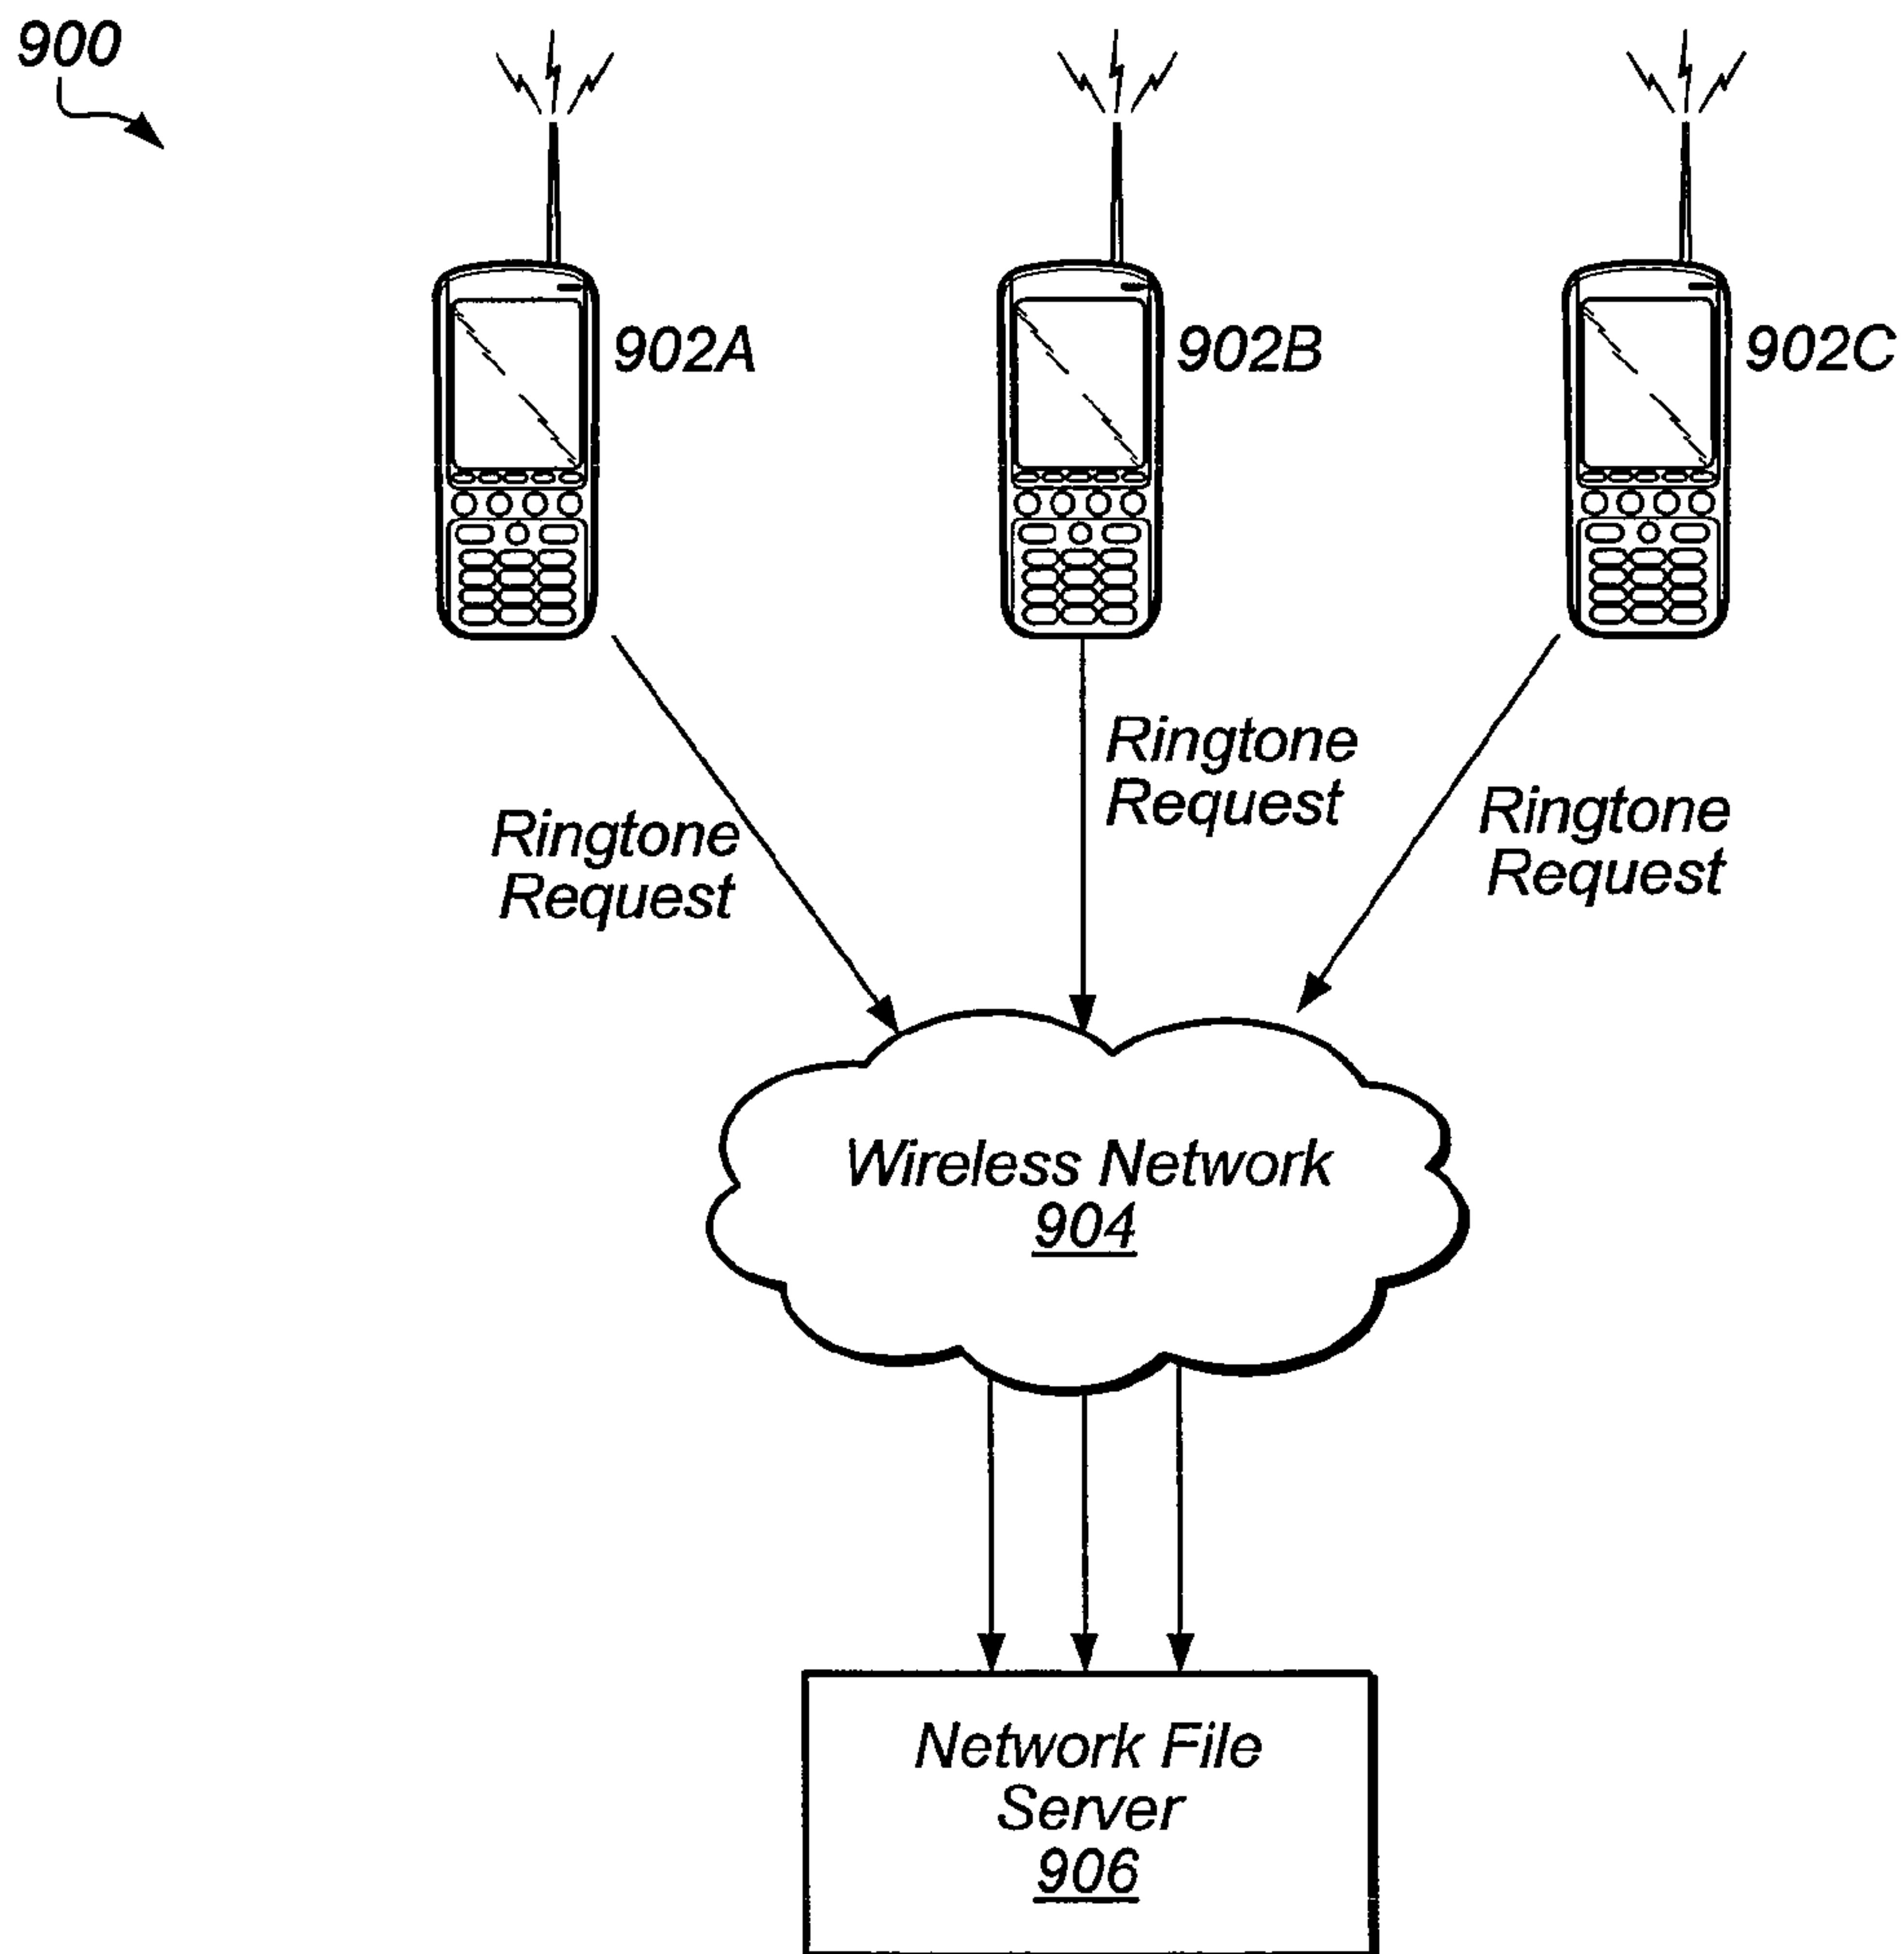 900
902A
902B
902C
Ringtone
Request
Ringtone
Request
Ringtone
Request
Wireless Network
904
Network File
Server
906